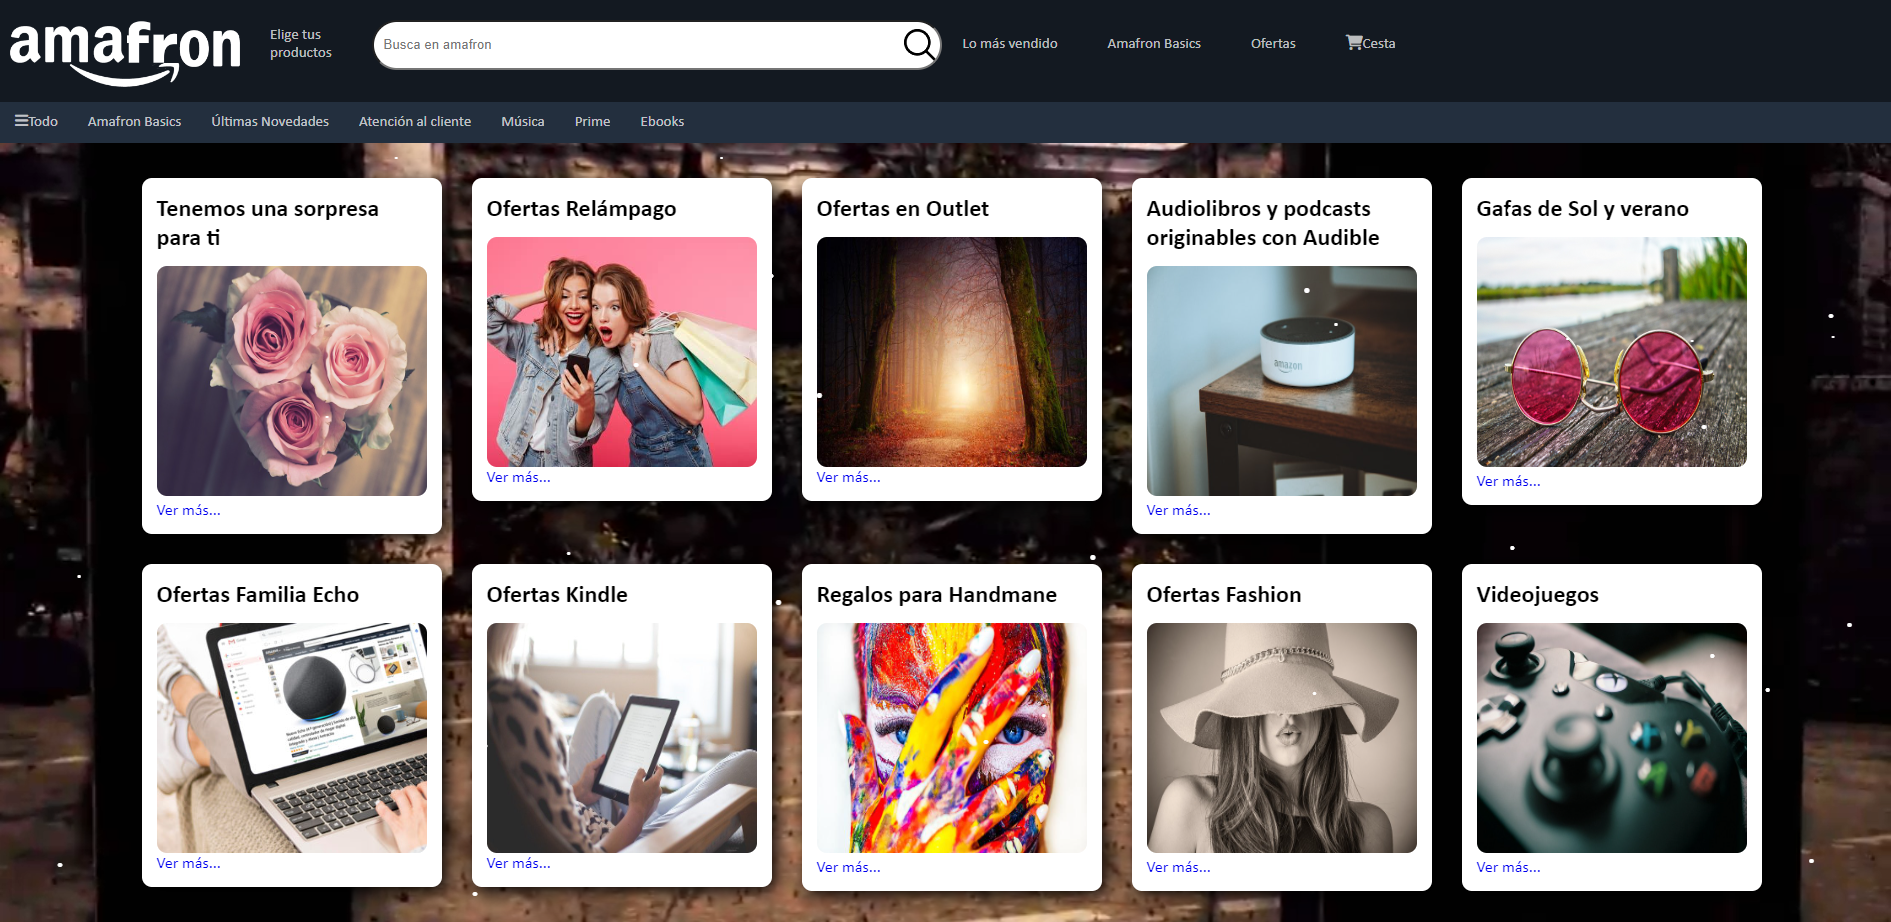 amafron
Elige tus
productos
Busca en amafron
Lo más vendido
Amafron Basics
Ofertas
Cesta
Todo
Amafron Basics
Últimas Novedades
Atención al cliente
Música
Prime
Ebooks
Tenemos una sorpresa
para ti
Ver más...
Ofertas Relámpago
Ver más...
Ofertas en Outlet
Ver más...
Audiolibros y podcasts
originables con Audible
amazon
Ver más...
Gafas de Sol y verano
Ver más...
Ofertas Familia Echo
Ver más...
Ofertas Kindle
Ver más...
Regalos para Handmane
Ver más...
Ofertas Fashion
Ver más...
Videojuegos
Ver más...